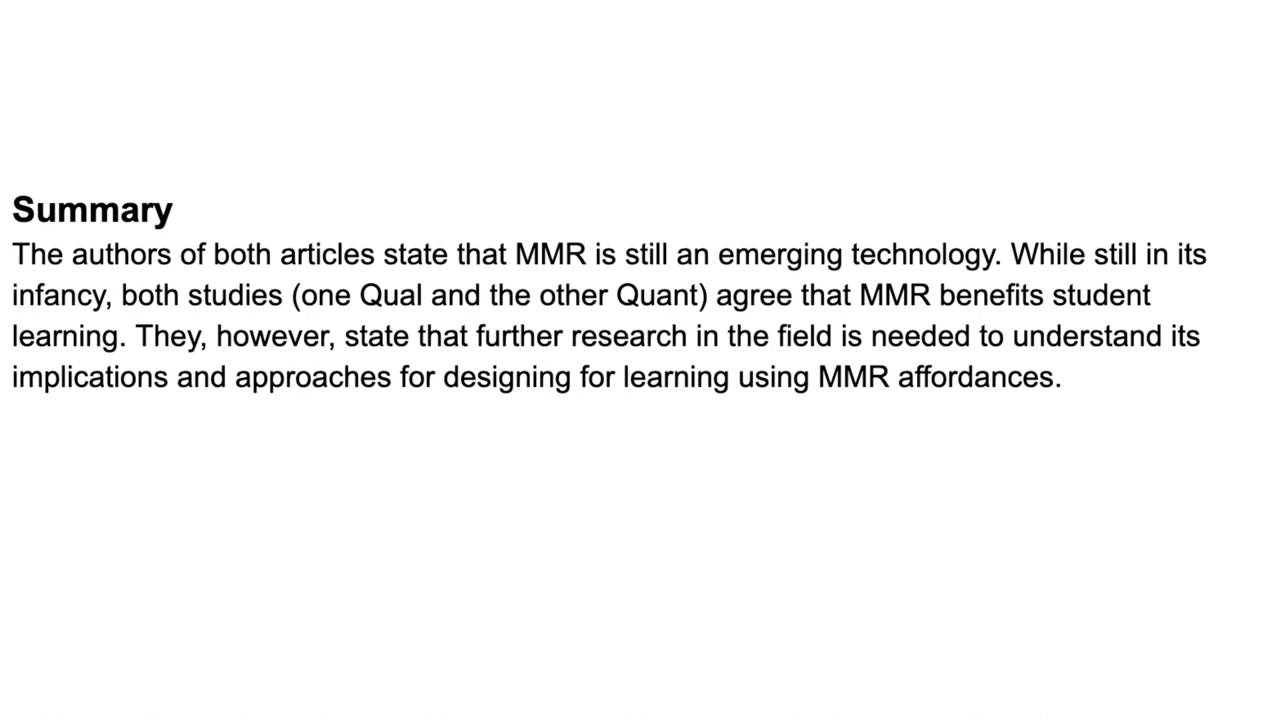 Summary
The authors of both articles state that MMR is still an emerging technology. While still in its
infancy, both studies (one Qual and the other Quant) agree that MMR benefits student
learning. They, however, state that further research in the field is needed to understand its
implications and approaches for designing for learning using MMR affordances.